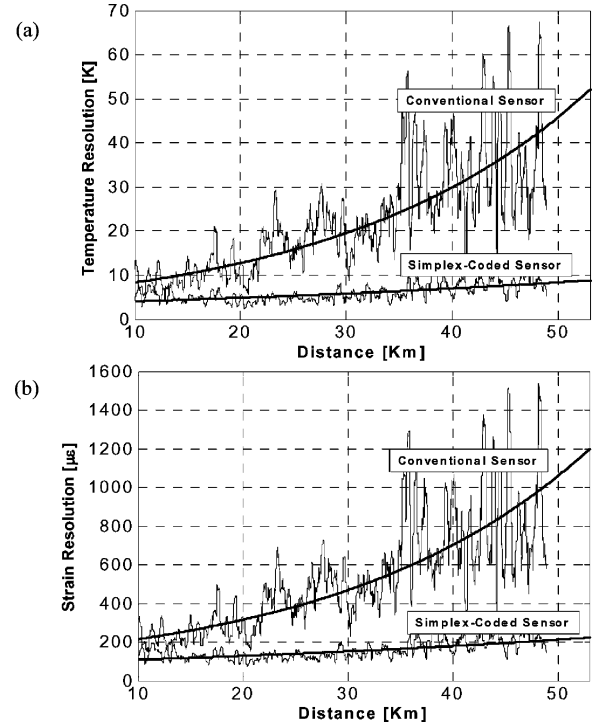 (a)
Temperature Resolution [K]
70
60
50
40
30
20
10
0
Conventional Sensor
Simplex-Coded Sensor
10 20 30 40 50
Distance [Km]
(b)
Strain Resolution [με]
1600
1400
1200
1000
800
600
400
200
0
Conventional Sensor
Simplex-Coded Sensor
10 20 30 40 50
Distance [Km]